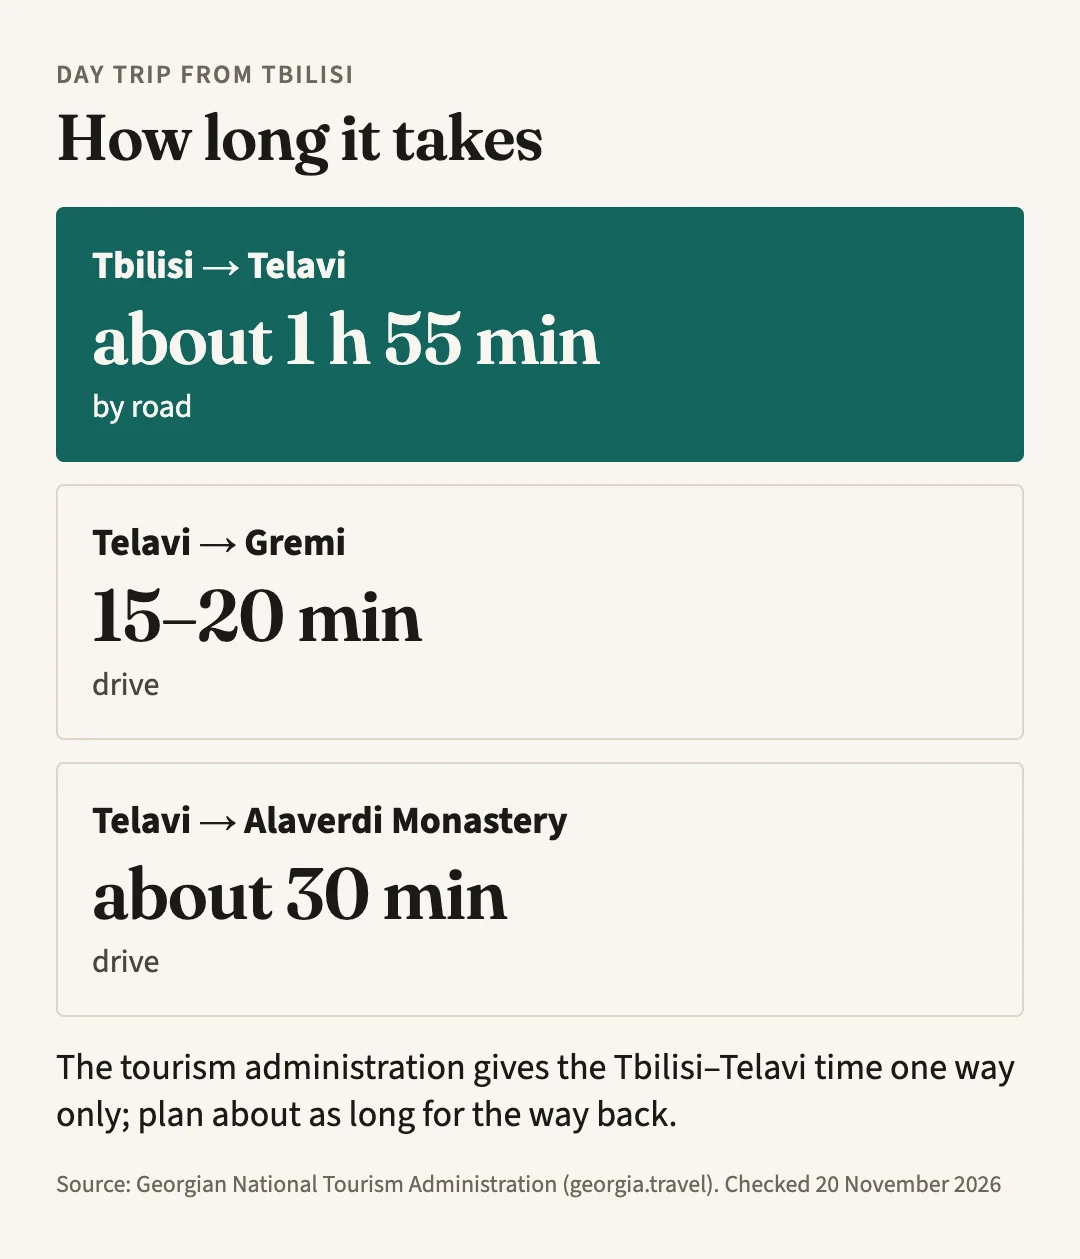 DAY TRIP FROM TBILISI
How long it takes
Tbilisi → Telavi
about 1 h 55 min
by road
Telavi → Gremi
15–20 min
drive
Telavi → Alaverdi Monastery
about 30 min
drive
The tourism administration gives the Tbilisi–Telavi time one way
only; plan about as long for the way back.
Source: Georgian National Tourism Administration (georgia.travel). Checked 20 November 2026